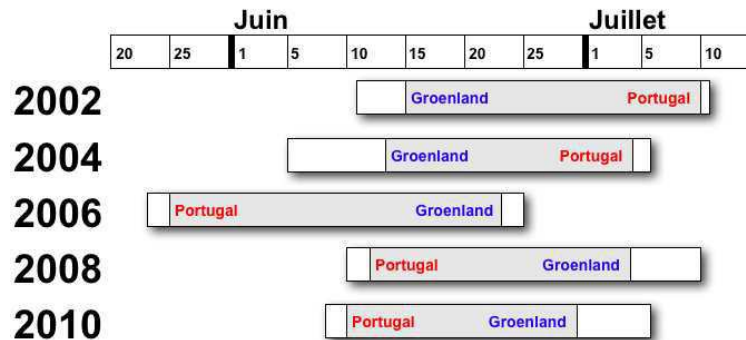 Juin Juillet
20 25 1 5 10 15 20 25 1 5 10
2002 Groenland Portugal
2004 Groenland Portugal
2006 Portugal Groenland
2008 Portugal Groenland
2010 Portugal Groenland